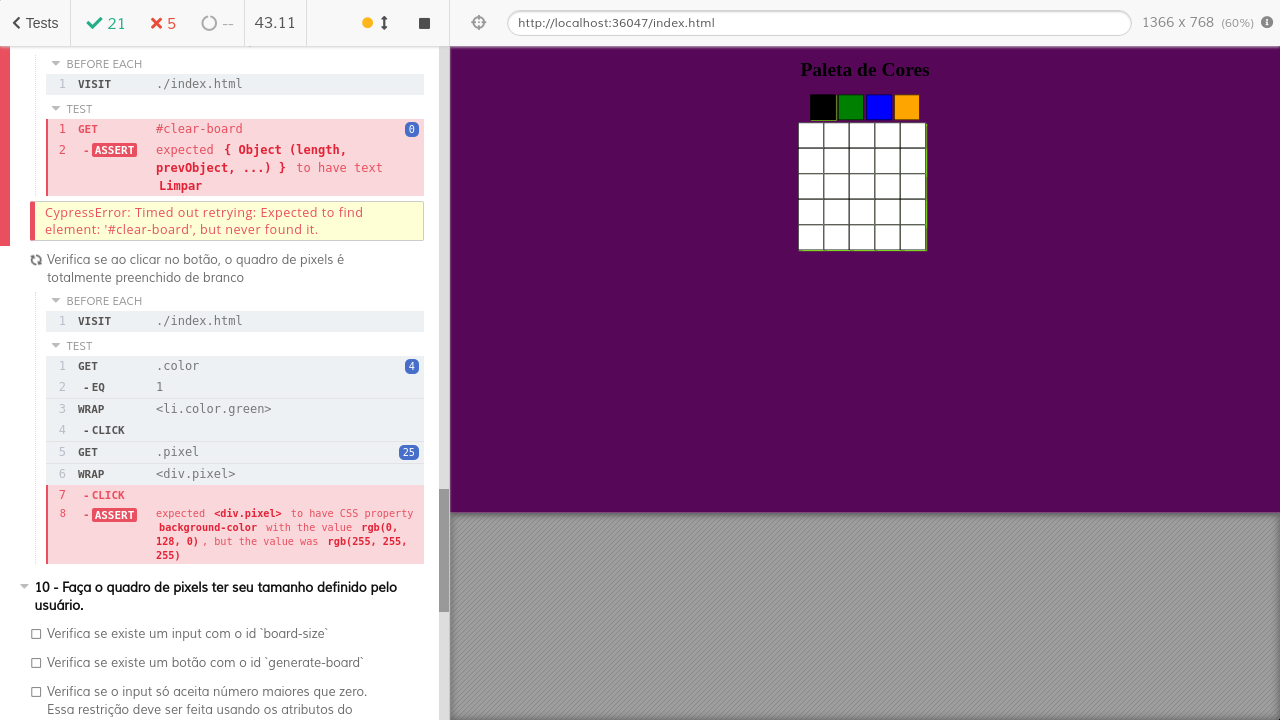 Tests
21
5
--
43.11
http://localhost:36047/index.html
1366 x 768 (60%)
BEFORE EACH
1 VISIT ./index.html
TEST
1 GET #clear-board 0
2 - ASSERT expected { Object (length,
prevObject, ...) } to have text
Limpar
CypressError: Timed out retrying: Expected to find
element: '#clear-board', but never found it.
Verifica se ao clicar no botão, o quadro de pixels é
totalmente preenchido de branco
BEFORE EACH
1 VISIT ./index.html
TEST
1 GET .color 4
2 - EQ 1
3 WRAP <li.color.green>
4 - CLICK
5 GET .pixel 25
6 WRAP <div.pixel>
7 - CLICK
8 - ASSERT expected <div.pixel> to have CSS property
background-color with the value rgb(0,
128, 0) , but the value was rgb(255, 255,
255)
10 - Faça o quadro de pixels ter seu tamanho definido pelo
usuário.
Verifica se existe um input com o id `board-size`
Verifica se existe um botão com o id `generate-board`
Verifica se o input só aceita número maiores que zero.
Essa restrição deve ser feita usando os atributos do
Paleta de Cores